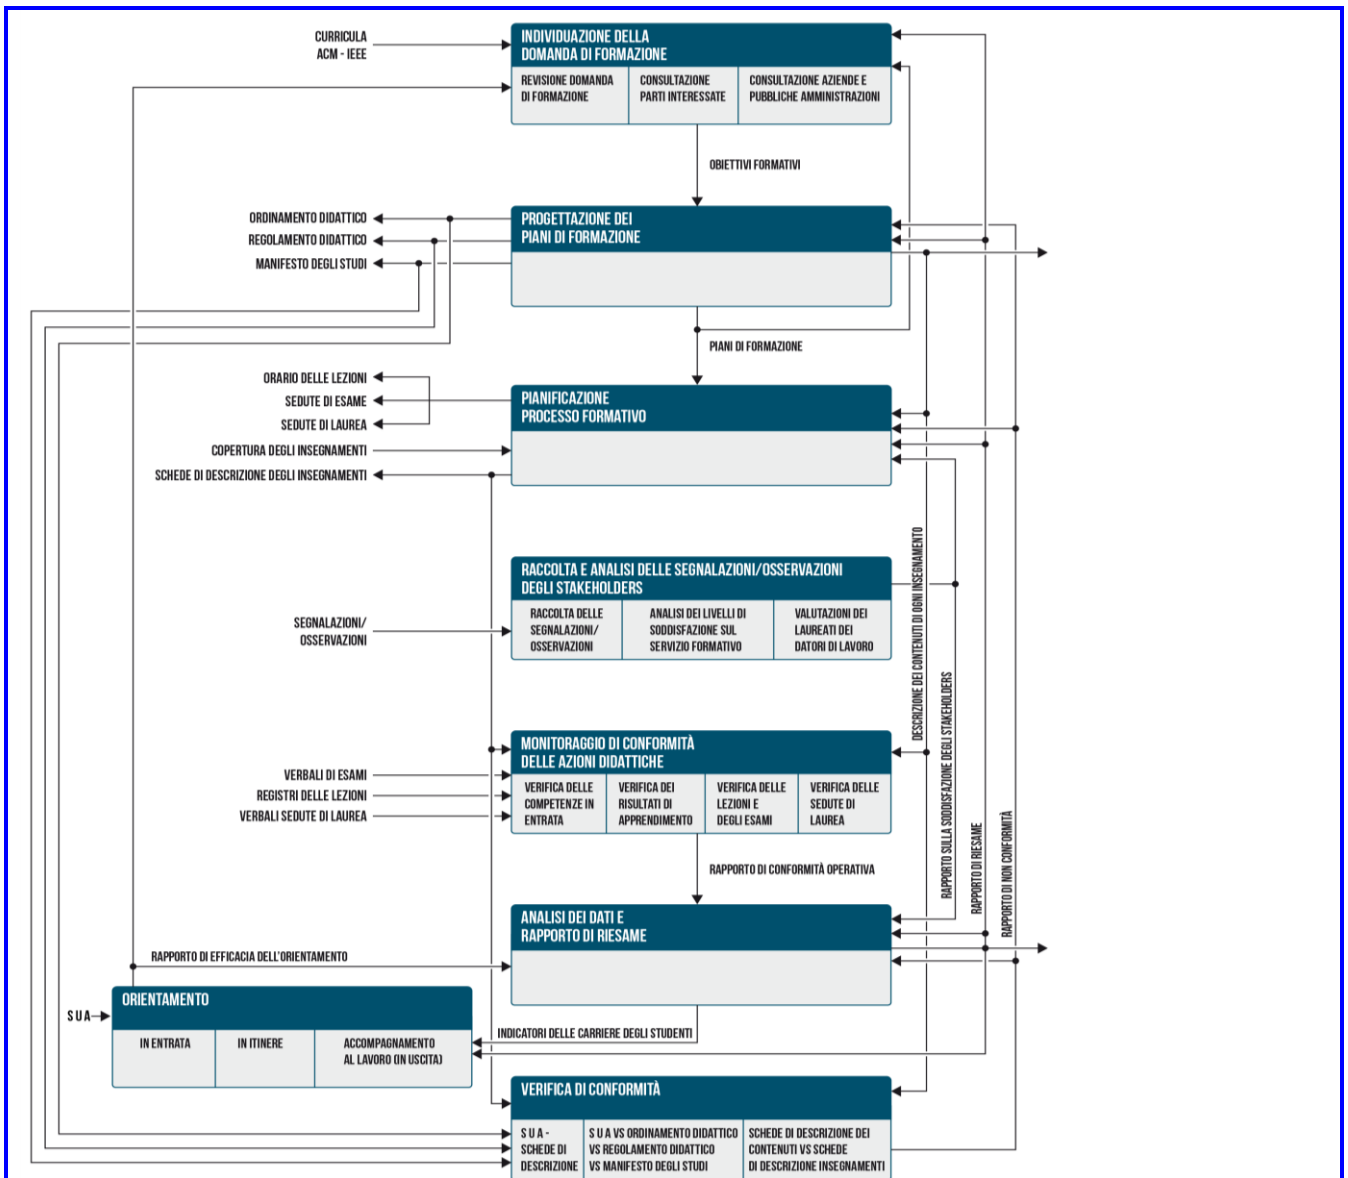 CURRICULA
ACM - IEEE
INDIVIDUAZIONE DELLA
DOMANDA DI FORMAZIONE
REVISIONE DOMANDA
DI FORMAZIONE
CONSULTAZIONE
PARTI INTERESSATE
CONSULTAZIONE AZIENDE E
PUBBLICHE AMMINISTRAZIONI
OBIETTIVI FORMATIVI
ORDINAMENTO DIDATTICO
REGOLAMENTO DIDATTICO
MANIFESTO DEGLI STUDI
PROGETTAZIONE DEI
PIANI DI FORMAZIONE
PIANI DI FORMAZIONE
ORARIO DELLE LEZIONI
SEDUTE DI ESAME
SEDUTE DI LAUREA
COPERTURA DEGLI INSEGNAMENTI
SCHEDE DI DESCRIZIONE DEGLI INSEGNAMENTI
PIANIFICAZIONE
PROCESSO FORMATIVO
RACCOLTA E ANALISI DELLE SEGNALAZIONI/OSSERVAZIONI
DEGLI STAKEHOLDERS
SEGNALAZIONI/
OSSERVAZIONI
RACCOLTA DELLE
SEGNALAZIONI/
OSSERVAZIONI
ANALISI DEI LIVELLI DI
SODDISFAZIONE SUL
SERVIZIO FORMATIVO
VALUTAZIONI DEI
LAUREATI DEI
DATORI DI LAVORO
DESCRIZIONE DEI CONTENUTI DI OGNI INSEGNAMENTO
RAPPORTO SULLA SODDISFAZIONE DEGLI STAKEHOLDERS
RAPPORTO DI RIESAME
RAPPORTO DI NON CONFORMITÀ
MONITORAGGIO DI CONFORMITÀ
DELLE AZIONI DIDATTICHE
VERBALI DI ESAMI
REGISTRI DELLE LEZIONI
VERBALI SEDUTE DI LAUREA
VERIFICA DELLE
COMPETENZE IN
ENTRATA
VERIFICA DEI
RISULTATI DI
APPRENDIMENTO
VERIFICA DELLE
LEZIONI E
DEGLI ESAMI
VERIFICA DELLE
SEDUTE DI
LAUREA
RAPPORTO DI CONFORMITÀ OPERATIVA
ANALISI DEI DATI E
RAPPORTO DI RIESAME
RAPPORTO DI EFFICACIA DELL'ORIENTAMENTO
S U A
ORIENTAMENTO
IN ENTRATA
IN ITINERE
ACCOMPAGNAMENTO
AL LAVORO (IN USCITA)
INDICATORI DELLE CARRIERE DEGLI STUDENTI
VERIFICA DI CONFORMITÀ
S U A -
SCHEDE DI
DESCRIZIONE
S U A VS ORDINAMENTO DIDATTICO
VS REGOLAMENTO DIDATTICO
VS MANIFESTO DEGLI STUDI
SCHEDE DI DESCRIZIONE DEI
CONTENUTI VS SCHEDE
DI DESCRIZIONE INSEGNAMENTI